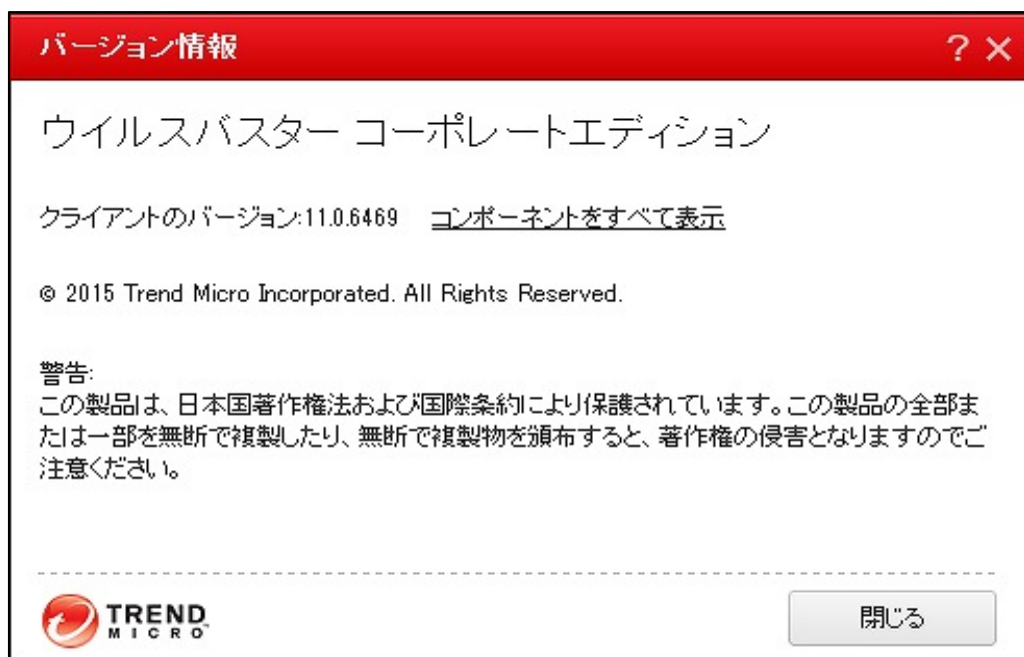 バージョン情報 ? ×
ウイルスバスター コーポレートエディション
クライアントのバージョン:11.0.6469 コンポーネントをすべて表示
© 2015 Trend Micro Incorporated. All Rights Reserved.
警告:
この製品は、日本国著作権法および国際条約により保護されています。この製品の全部ま
たは一部を無断で複製したり、無断で複製物を頒布すると、著作権の侵害となりますのでご
注意ください。
TREND
MICRO
閉じる